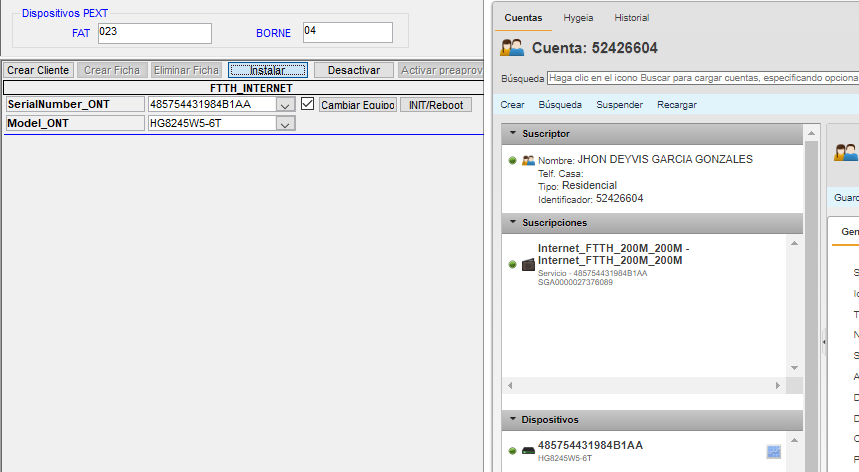 Dispositivos PEXT
FAT 023 BORNE 04
Crear Cliente Crear Ficha Eliminar Ficha Instalar Desactivar Activar preaprov
FTTH_INTERNET
SerialNumber_ONT 485754431984B1AA Cambiar Equipo INIT/Reboot
Model_ONT HG8245W5-6T
Cuentas Hygeia Historial
Cuenta: 52426604
Búsqueda Haga clic en el icono Buscar para cargar cuentas, especificando opciona
Crear Búsqueda Suspender Recargar
Suscriptor
Nombre: JHON DEYVIS GARCIA GONZALES
Telf. Casa:
Tipo: Residencial
Identificador: 52426604
Suscripciones
Internet_FTTH_200M_200M -
Internet_FTTH_200M_200M
Servicio - 485754431984B1AA
SGA0000027376089
Dispositivos
485754431984B1AA
HG8245W5-6T
Guard
Gen
S
Ic
T
N
S
A
D
D
C
P